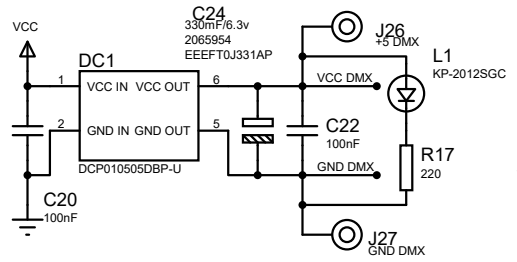 C24
330mF/6.3v
2065954
EEEFT0J331AP
J26
+5 DMX
VCC
DC1
L1
KP-2012SGC
1 VCC IN VCC OUT 6
VCC DMX
2 GND IN GND OUT 5
C22
100nF
GND DMX
R17
220
DCP010505DBP-U
C20
100nF
J27
GND DMX